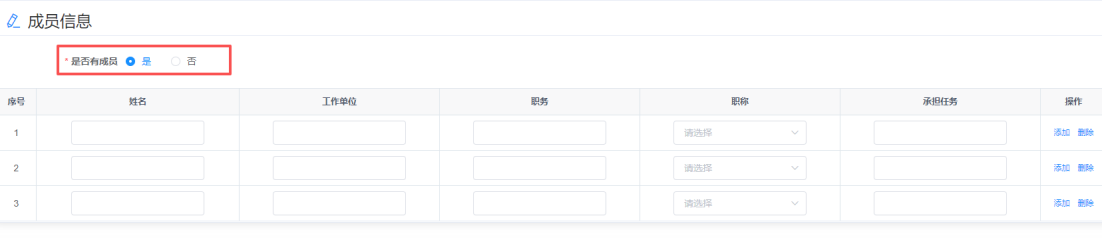 成员信息
* 是否有成员 是 否
序号 姓名 工作单位 职务 职称 承担任务 操作
1 请选择 添加 删除
2 请选择 添加 删除
3 请选择 添加 删除